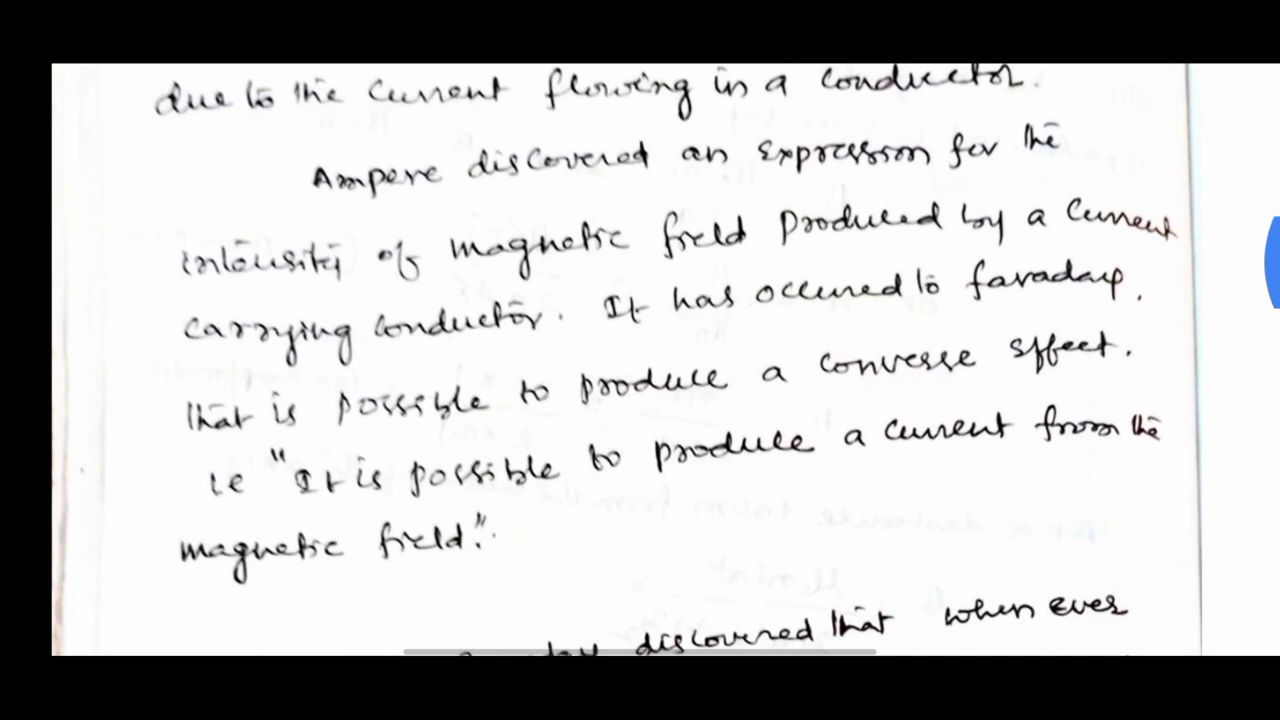 due to the current flowing in a conductor.
Ampere discovered an expression for the
intensity of magnetic field produced by a current
carrying conductor. It has occured to faraday.
that is possible to produce a converse effect.
ie "It is possible to produce a current from the
magnetic field".
discovered that when ever